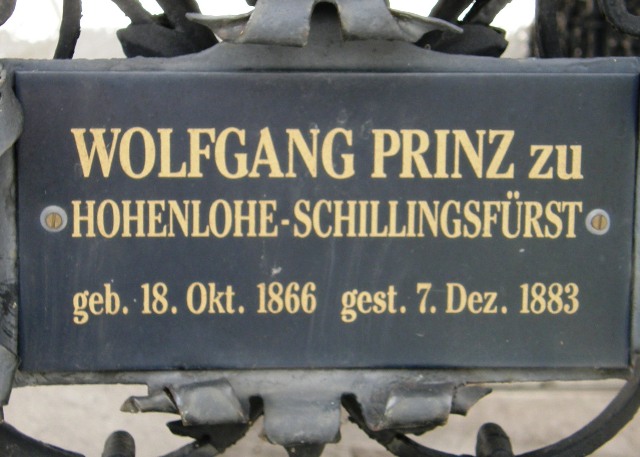 WOLFGANG PRINZ zu
HOHENLOHE-SCHILLINGSFÜRST
geb. 18. Okt. 1866 gest. 7. Dez. 1883